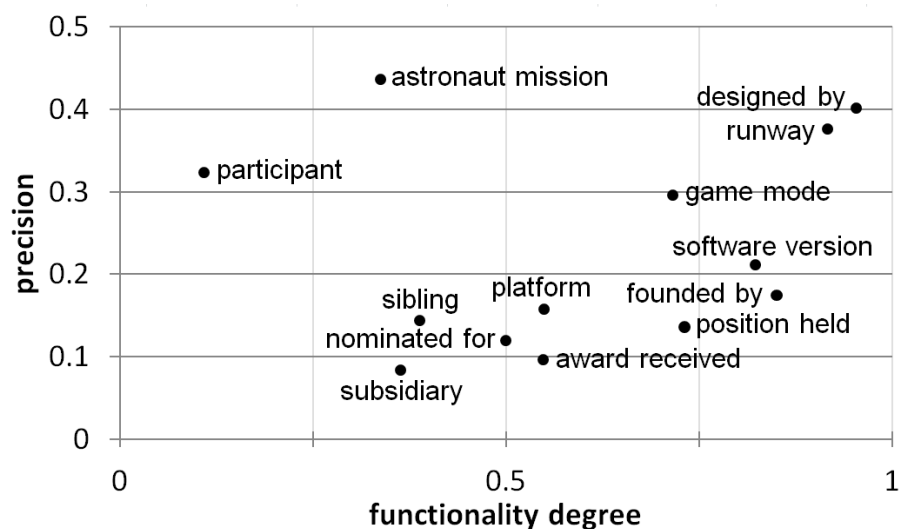 0.5
astronaut mission
designed by
0.4
runway
participant
0.3
game mode
precision
software version
0.2
sibling
platform
founded by
nominated for
position held
0.1
award received
subsidiary
0
0
0.5
1
functionality degree